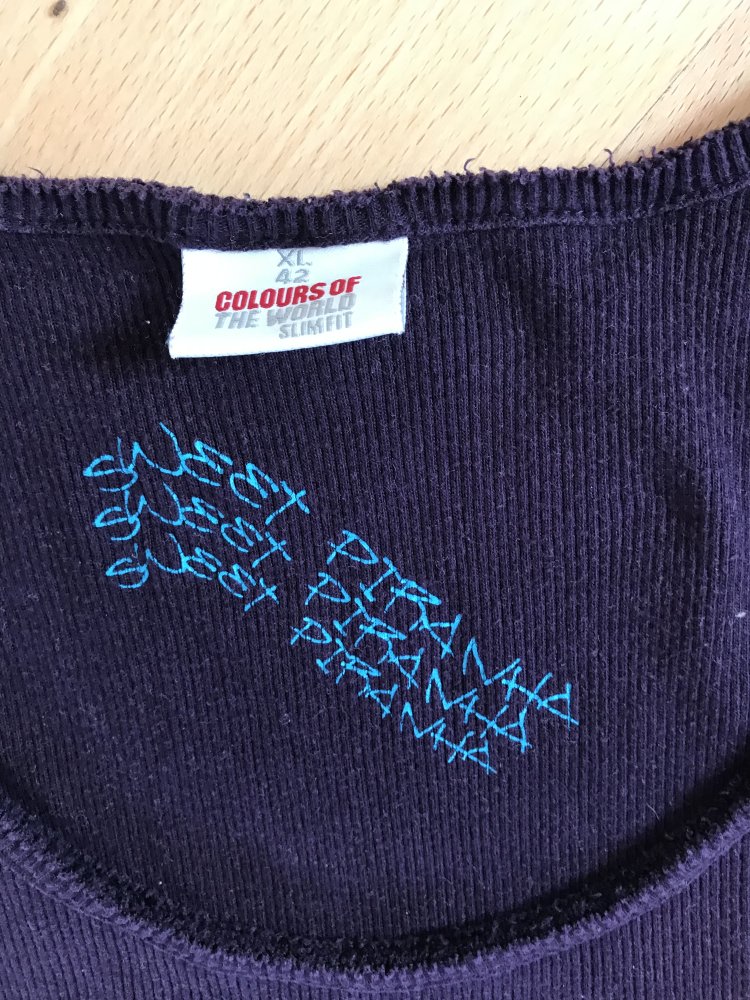 XL
42
COLOURS OF
THE WORLD
SLIMFIT
SWEET PIRANHA
SWEET PIRANHA
SWEET PIRANHA